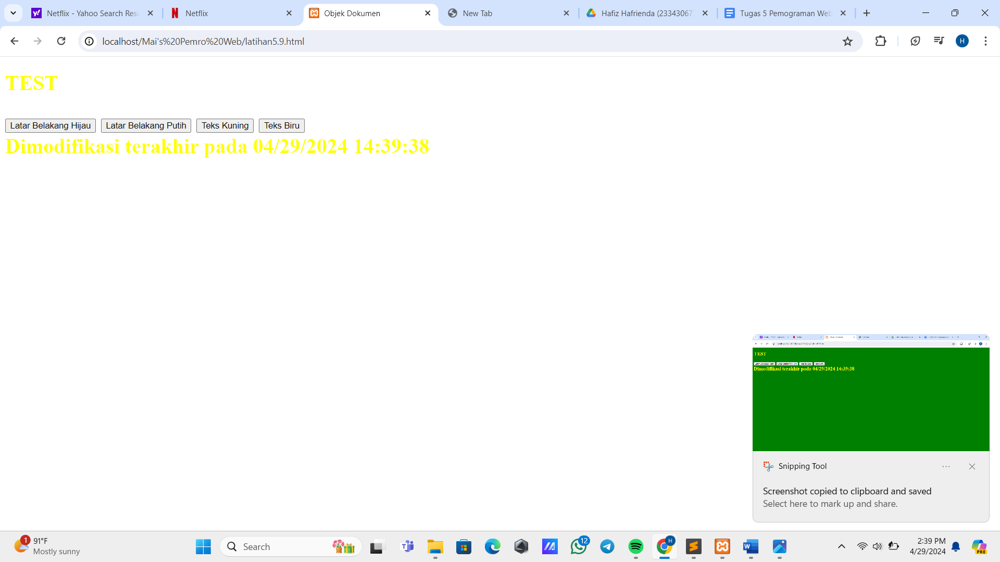 Netflix - Yahoo Search Resu
Netflix
Objek Dokumen
New Tab
Hafiz Hafrienda (23343067)
Tugas 5 Pemograman Web
localhost/Mai's%20Pemro%20Web/latihan5.9.html
H
TEST
Latar Belakang Hijau
Latar Belakang Putih
Teks Kuning
Teks Biru
Dimodifikasi terakhir pada 04/29/2024 14:39:38
TEST
Dimodifikasi terakhir pada 04/29/2024 14:39:38
Snipping Tool
Screenshot copied to clipboard and saved
Select here to mark up and share.
1
91°F
Mostly sunny
Search
12
H
2:39 PM
4/29/2024
PRE